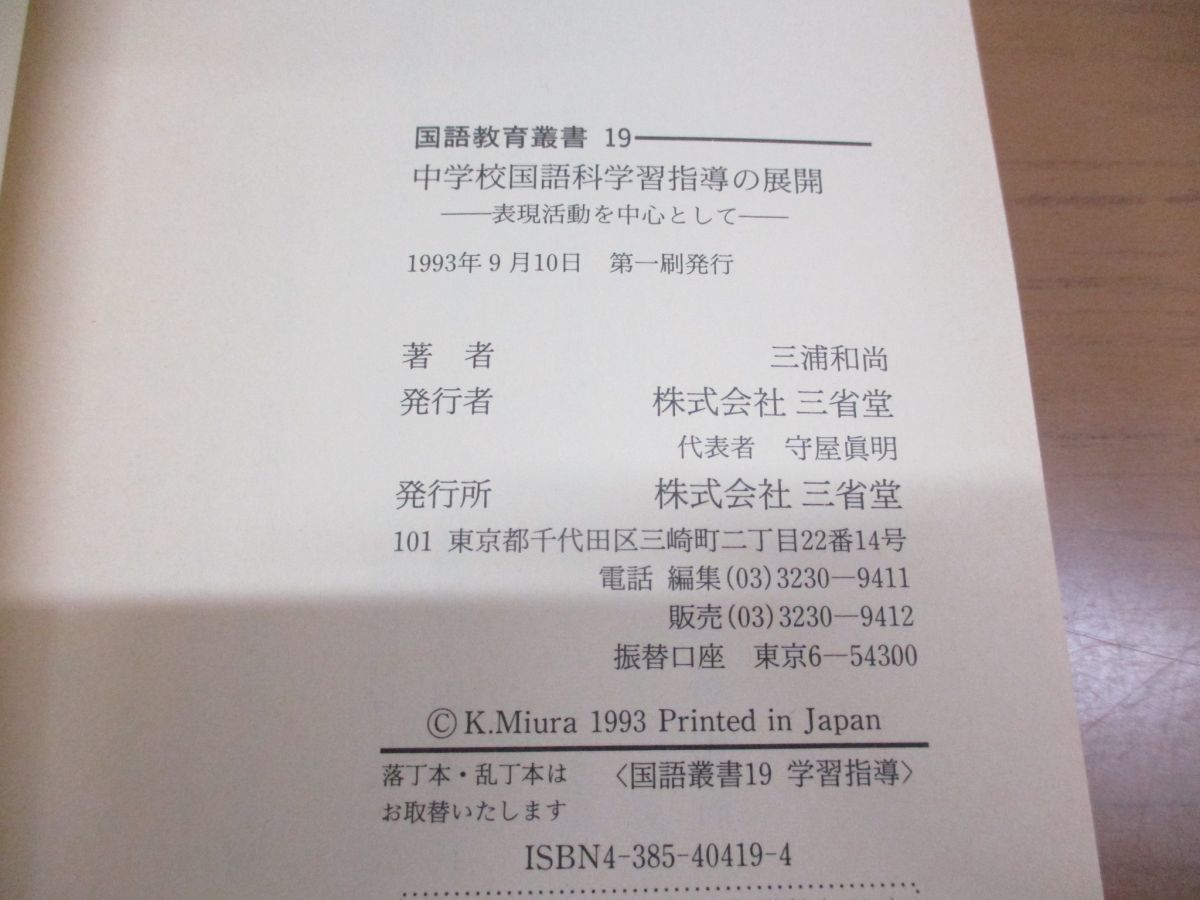 国語教育叢書 19
中学校国語科学習指導の展開
――表現活動を中心として――
1993年9月10日 第一刷発行
著 者 三浦和尚
発行者 株式会社 三省堂
代表者 守屋眞明
発行所 株式会社 三省堂
101 東京都千代田区三崎町二丁目22番14号
電話 編集(03)3230―9411
販売(03)3230―9412
振替口座 東京6―54300
©K.Miura 1993 Printed in Japan
落丁本・乱丁本は 〈国語叢書19 学習指導〉
お取替いたします
ISBN4-385-40419-4